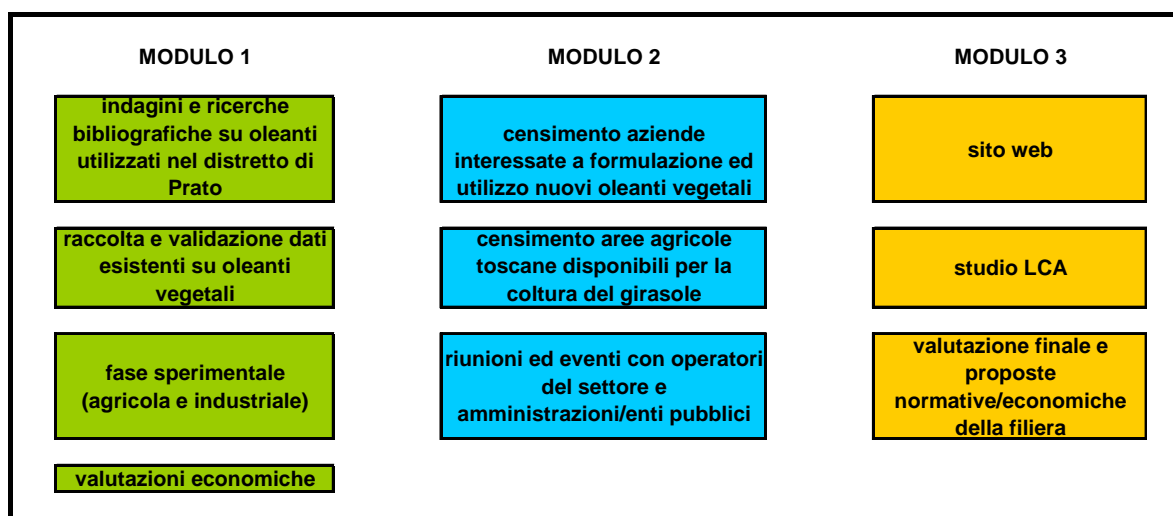 MODULO 1
indagini e ricerche
bibliografiche su oleanti
utilizzati nel distretto di
Prato
raccolta e validazione dati
esistenti su oleanti
vegetali
fase sperimentale
(agricola e industriale)
valutazioni economiche
MODULO 2
censimento aziende
interessate a formulazione ed
utilizzo nuovi oleanti vegetali
censimento aree agricole
toscane disponibili per la
coltura del girasole
riunioni ed eventi con operatori
del settore e
amministrazioni/enti pubblici
MODULO 3
sito web
studio LCA
valutazione finale e
proposte
normative/economiche
della filiera